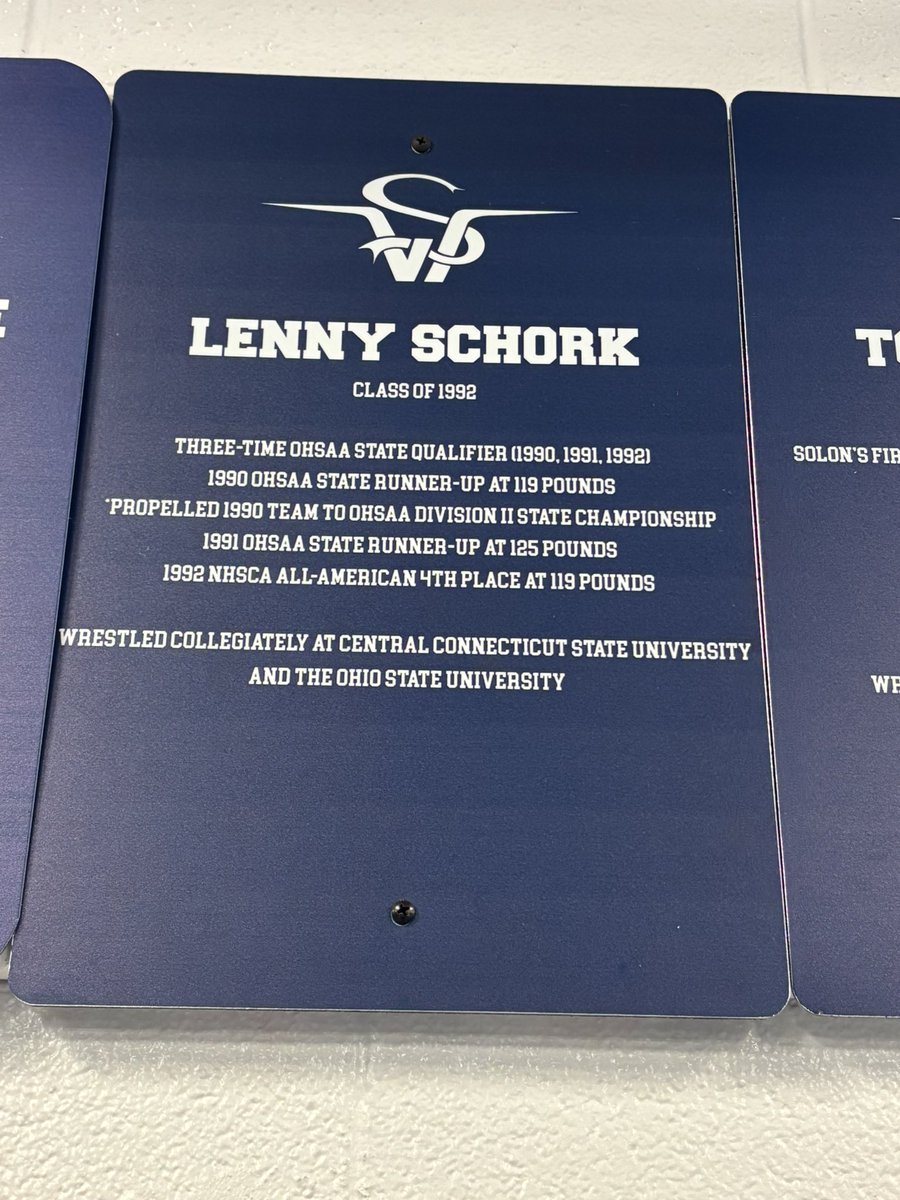 LENNY SCHORK
CLASS OF 1992
THREE-TIME OHSAA STATE QUALIFIER (1990, 1991, 1992)
1990 OHSAA STATE RUNNER-UP AT 119 POUNDS
*PROPELLED 1990 TEAM TO OHSAA DIVISION II STATE CHAMPIONSHIP
1991 OHSAA STATE RUNNER-UP AT 125 POUNDS
1992 NHSCA ALL-AMERICAN 4TH PLACE AT 119 POUNDS
WRESTLED COLLEGIATELY AT CENTRAL CONNECTICUT STATE UNIVERSITY
AND THE OHIO STATE UNIVERSITY
SOLON'S